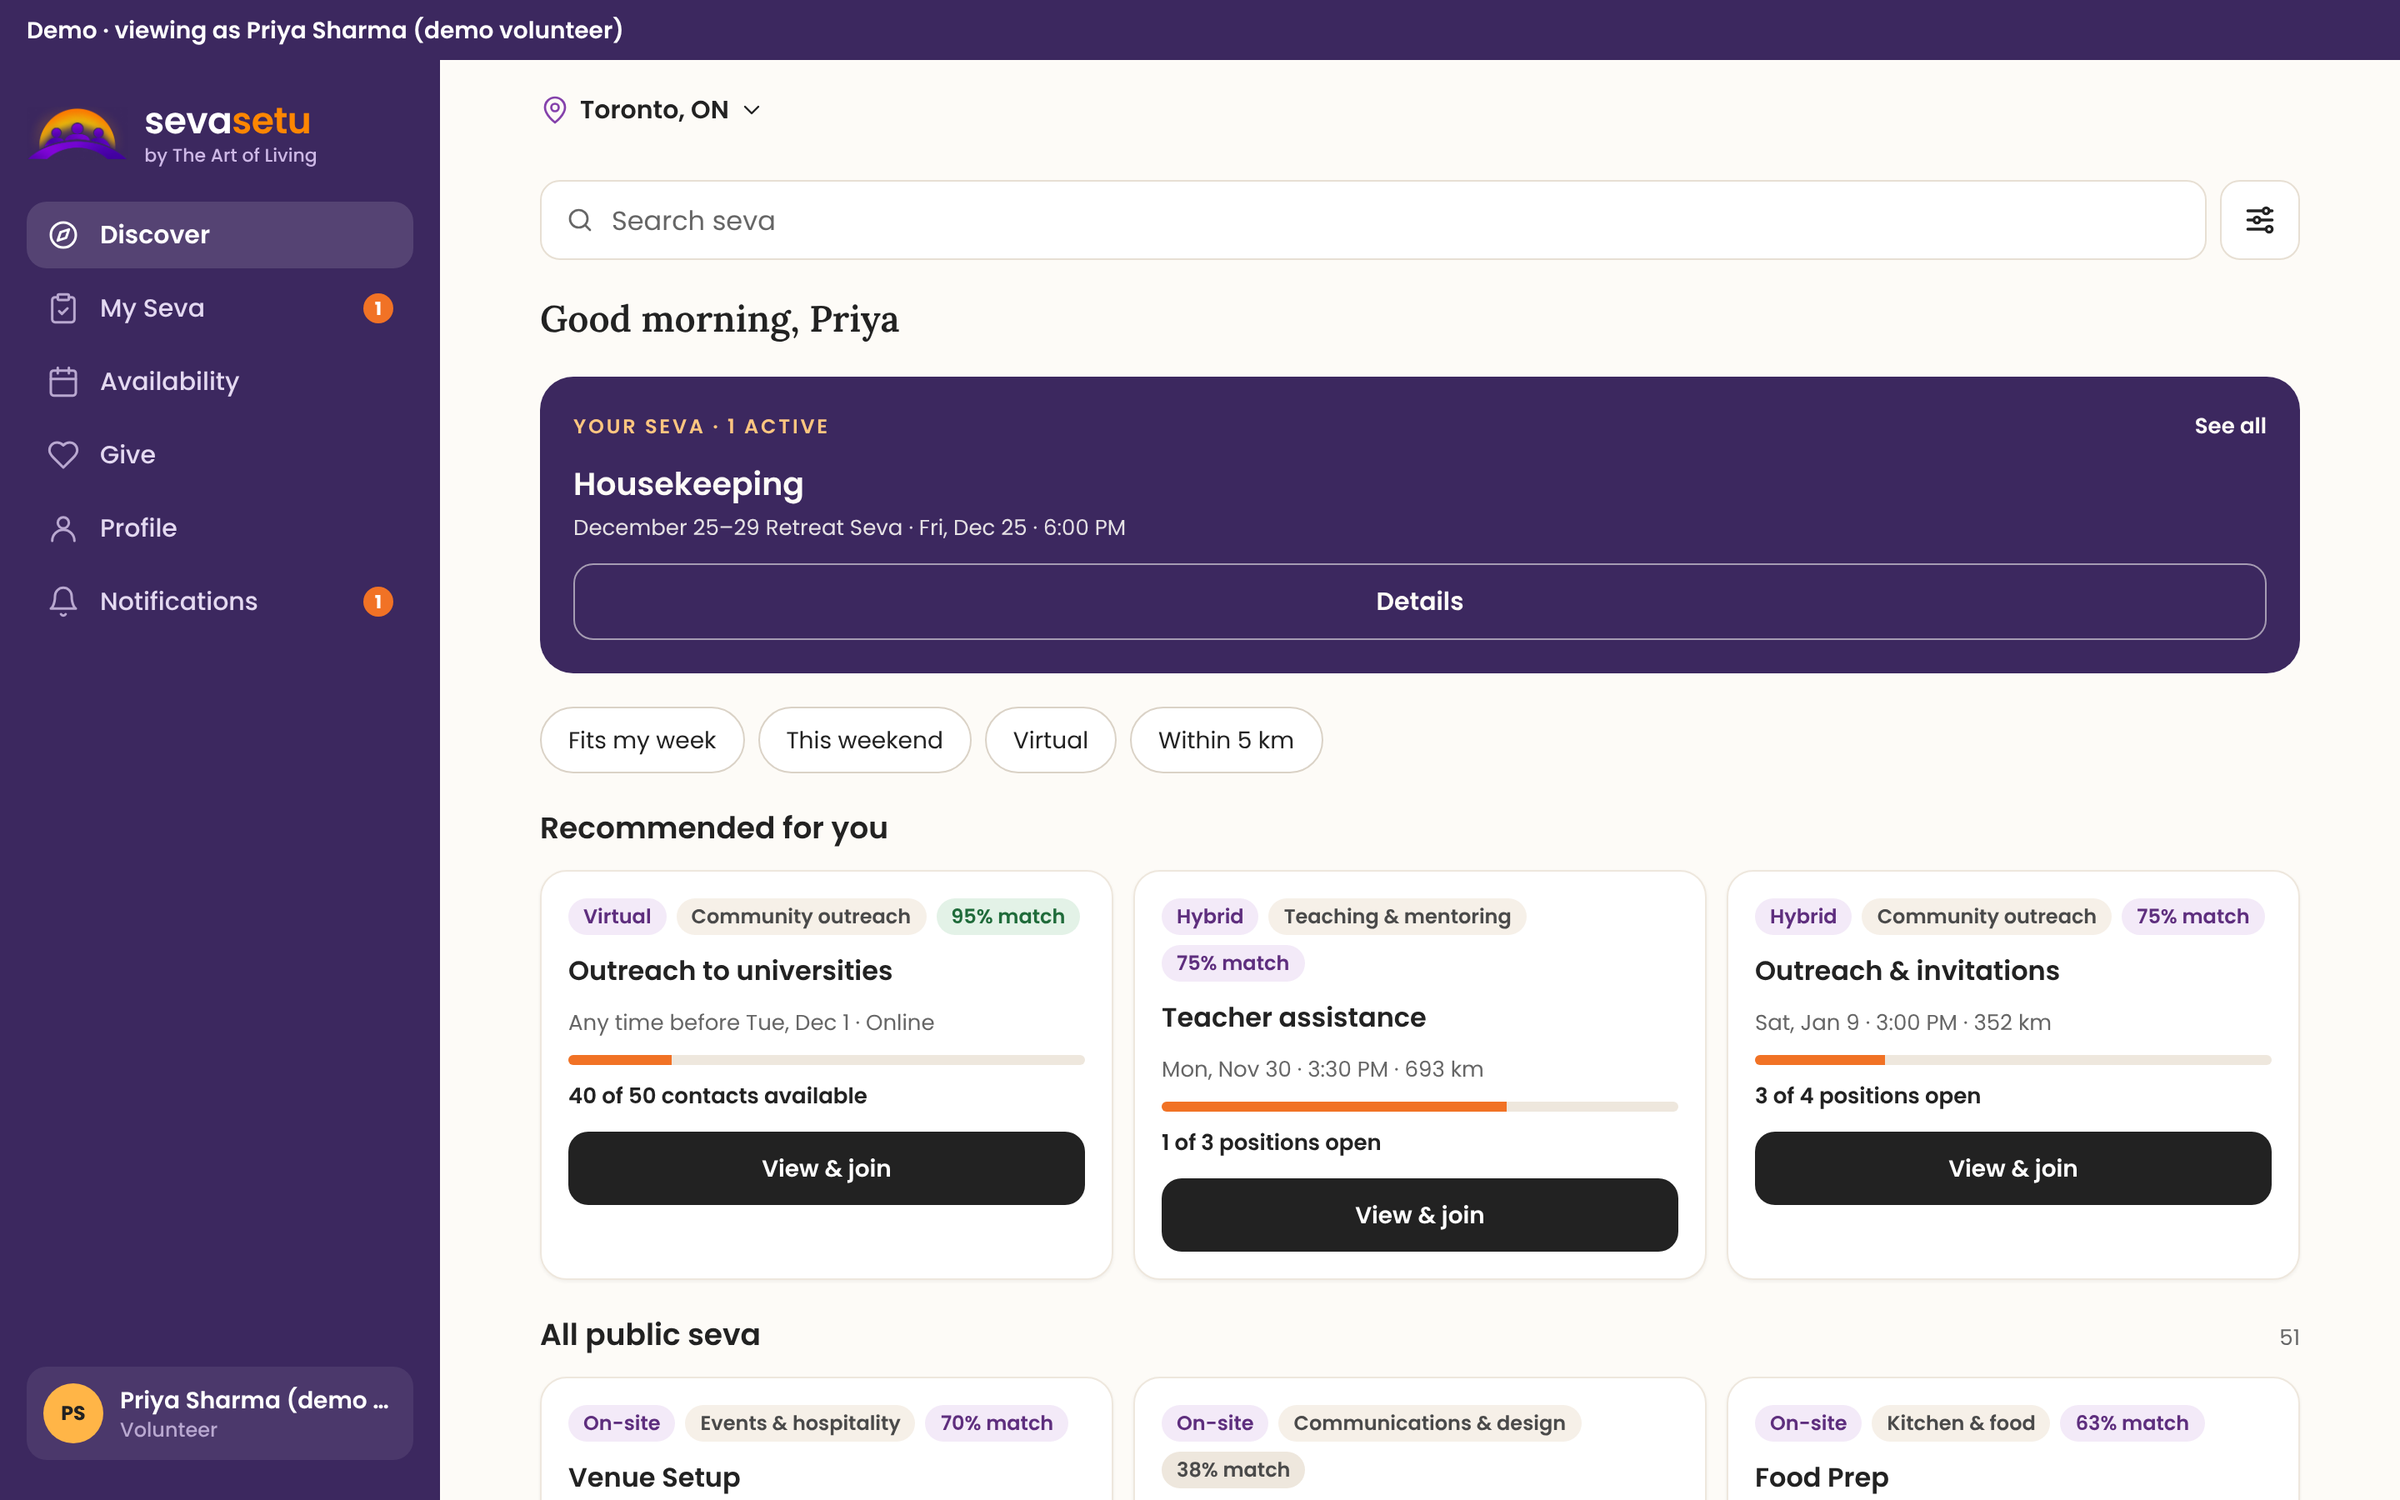 Demo · viewing as Priya Sharma (demo volunteer)
sevasetu
by The Art of Living
Discover
My Seva 1
Availability
Give
Profile
Notifications 1
PS
Priya Sharma (demo ...
Volunteer
Toronto, ON
Search seva
Good morning, Priya
YOUR SEVA · 1 ACTIVE
See all
Housekeeping
December 25–29 Retreat Seva · Fri, Dec 25 · 6:00 PM
Details
Fits my week
This weekend
Virtual
Within 5 km
Recommended for you
Virtual Community outreach 95% match
Outreach to universities
Any time before Tue, Dec 1 · Online
40 of 50 contacts available
View & join
Hybrid Teaching & mentoring
75% match
Teacher assistance
Mon, Nov 30 · 3:30 PM · 693 km
1 of 3 positions open
View & join
Hybrid Community outreach 75% match
Outreach & invitations
Sat, Jan 9 · 3:00 PM · 352 km
3 of 4 positions open
View & join
All public seva
51
On-site Events & hospitality 70% match
Venue Setup
On-site Communications & design
38% match
On-site Kitchen & food 63% match
Food Prep